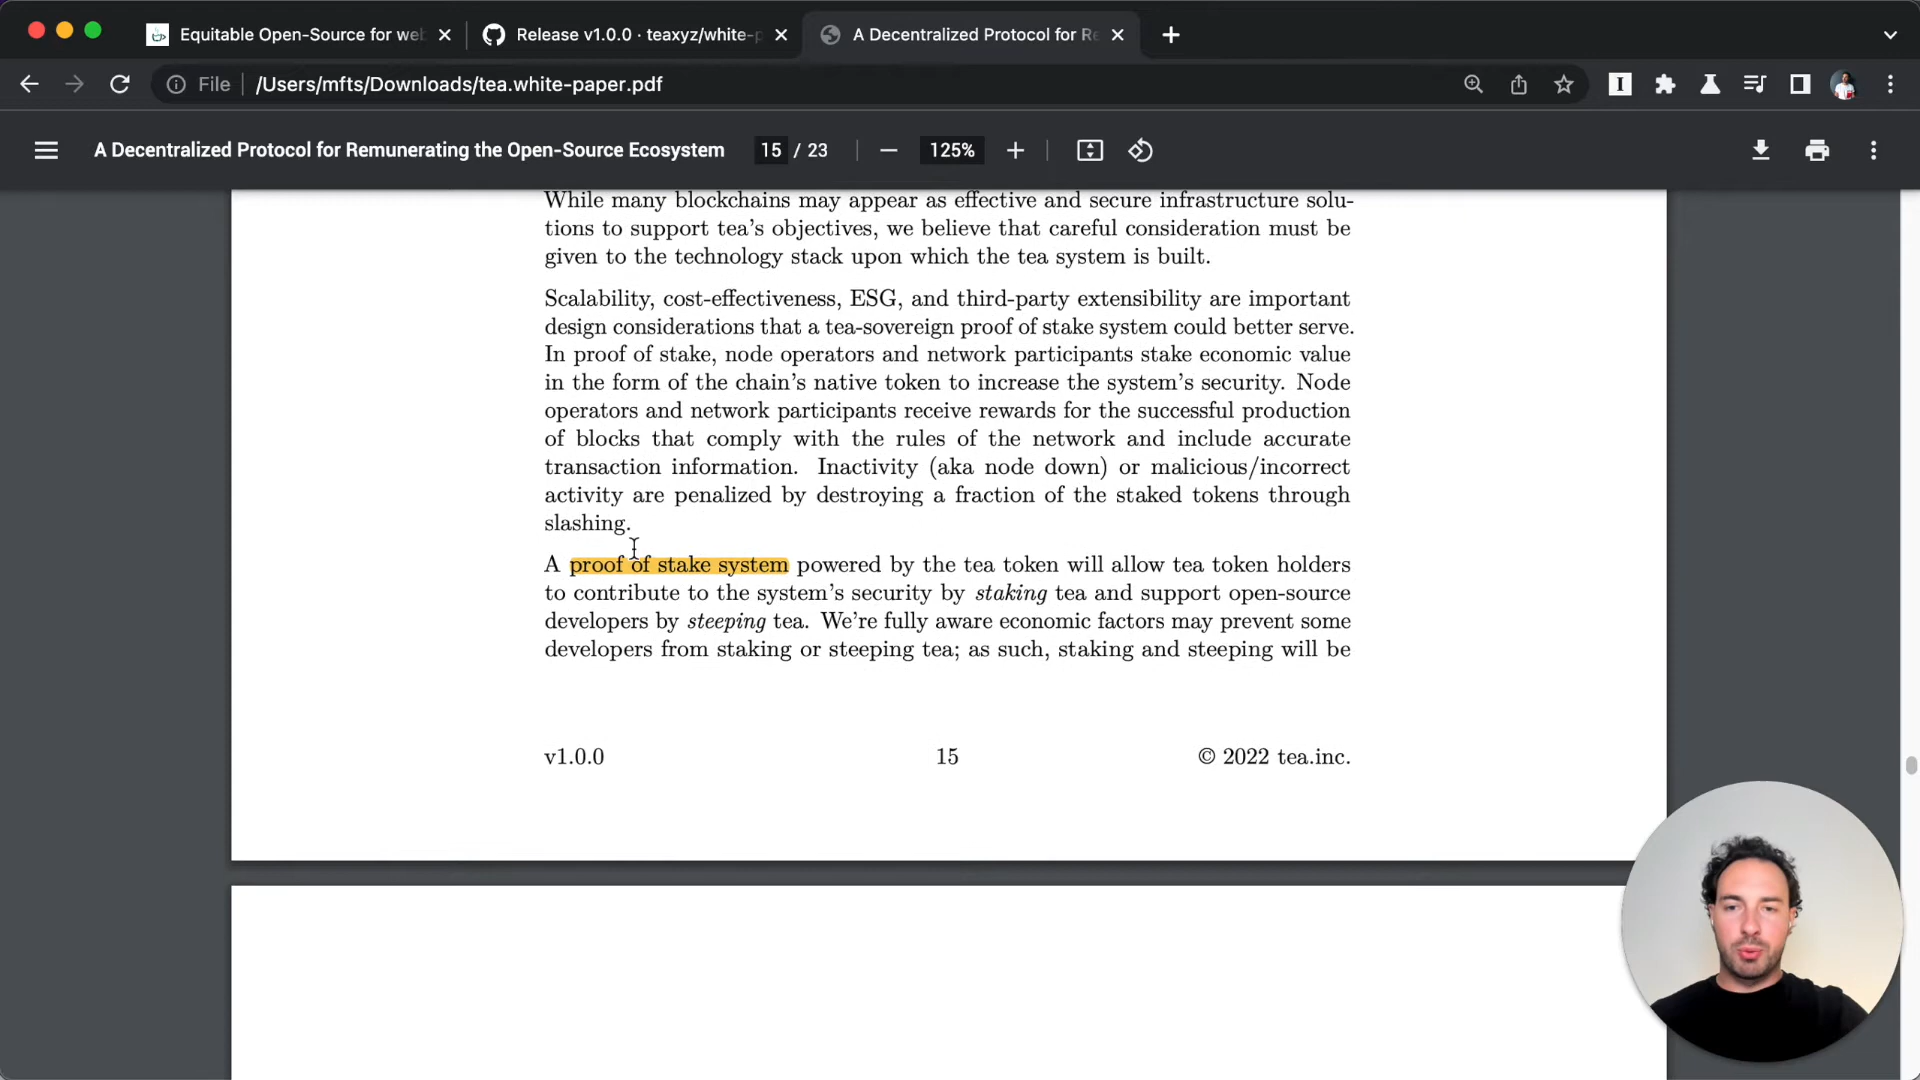 Equitable Open-Source for we
Release v1.0.0 · teaxyz/white-p
A Decentralized Protocol for Re
File
/Users/mfts/Downloads/tea.white-paper.pdf
A Decentralized Protocol for Remunerating the Open-Source Ecosystem
15 / 23
125%
While many blockchains may appear as effective and secure infrastructure solu-
tions to support tea's objectives, we believe that careful consideration must be
given to the technology stack upon which the tea system is built.
Scalability, cost-effectiveness, ESG, and third-party extensibility are important
design considerations that a tea-sovereign proof of stake system could better serve.
In proof of stake, node operators and network participants stake economic value
in the form of the chain's native token to increase the system's security. Node
operators and network participants receive rewards for the successful production
of blocks that comply with the rules of the network and include accurate
transaction information. Inactivity (aka node down) or malicious/incorrect
activity are penalized by destroying a fraction of the staked tokens through
slashing.
A proof of stake system powered by the tea token will allow tea token holders
to contribute to the system's security by staking tea and support open-source
developers by steeping tea. We're fully aware economic factors may prevent some
developers from staking or steeping tea; as such, staking and steeping will be
v1.0.0
15
© 2022 tea.inc.